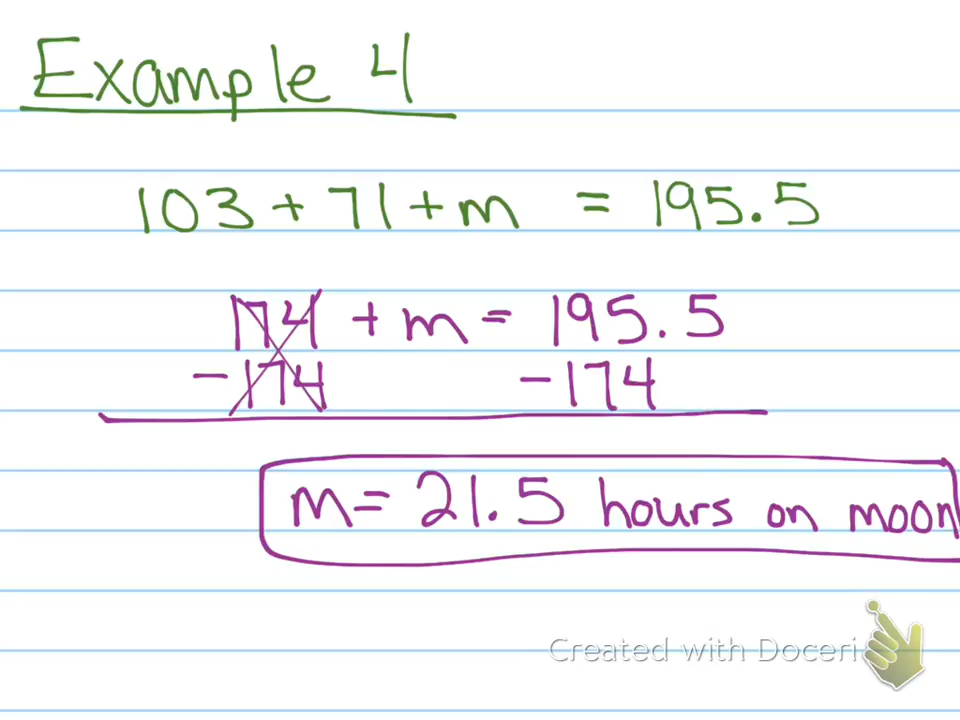 Example 4
103 + 71 + m = 195.5
174 + m = 195.5
-174 -174
m = 21.5 hours on moon
Created with Doceri